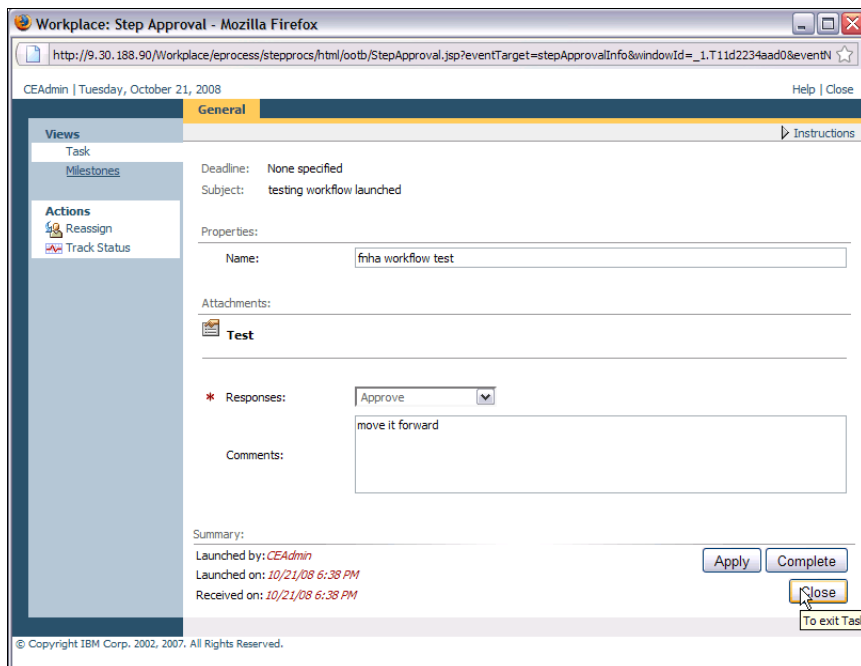 Workplace: Step Approval - Mozilla Firefox
http://9.30.188.90/Workplace/eprocess/stepprocs/html/ootb/StepApproval.jsp?eventTarget=stepApprovalInfo&windowId=_1.T11d2234aad0&eventN
CEAdmin | Tuesday, October 21, 2008
Help | Close
General
Instructions
Views
Task
Milestones
Actions
Reassign
Track Status
Deadline: None specified
Subject: testing workflow launched
Properties:
Name: fnha workflow test
Attachments:
Test
* Responses: Approve
Comments: move it forward
Summary:
Launched by: CEAdmin
Launched on: 10/21/08 6:38 PM
Received on: 10/21/08 6:38 PM
Apply Complete
Close
To exit Tas
© Copyright IBM Corp. 2002, 2007. All Rights Reserved.